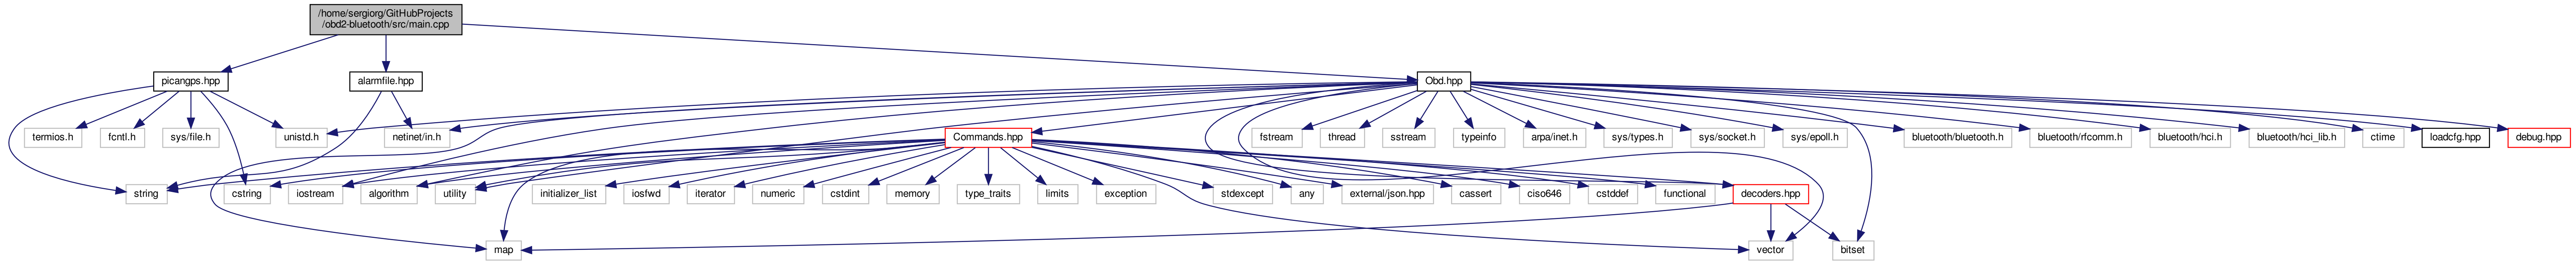 /home/sergiorg/GitHubProjects
/obd2-bluetooth/src/main.cpp
picangps.hpp
alarmfile.hpp
Obd.hpp
termios.h
fcntl.h
sys/file.h
unistd.h
netinet/in.h
Commands.hpp
fstream
thread
sstream
typeinfo
arpa/inet.h
sys/types.h
sys/socket.h
sys/epoll.h
bluetooth/bluetooth.h
bluetooth/rfcomm.h
bluetooth/hci.h
bluetooth/hci_lib.h
ctime
loadcfg.hpp
debug.hpp
string
cstring
iostream
algorithm
utility
initializer_list
iosfwd
iterator
numeric
cstdint
memory
type_traits
limits
exception
stdexcept
any
external/json.hpp
cassert
ciso646
cstddef
functional
decoders.hpp
map
vector
bitset